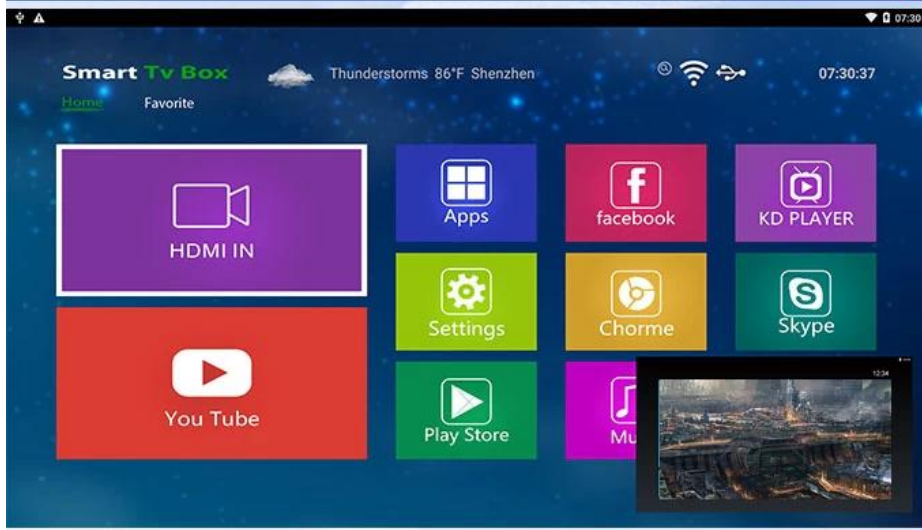 07:30
Smart Tv Box
Thunderstorms 86°F Shenzhen
07:30:37
Home
Favorite
HDMI IN
Apps
facebook
KD PLAYER
Settings
Chorme
Skype
You Tube
Play Store
Mu
12:34